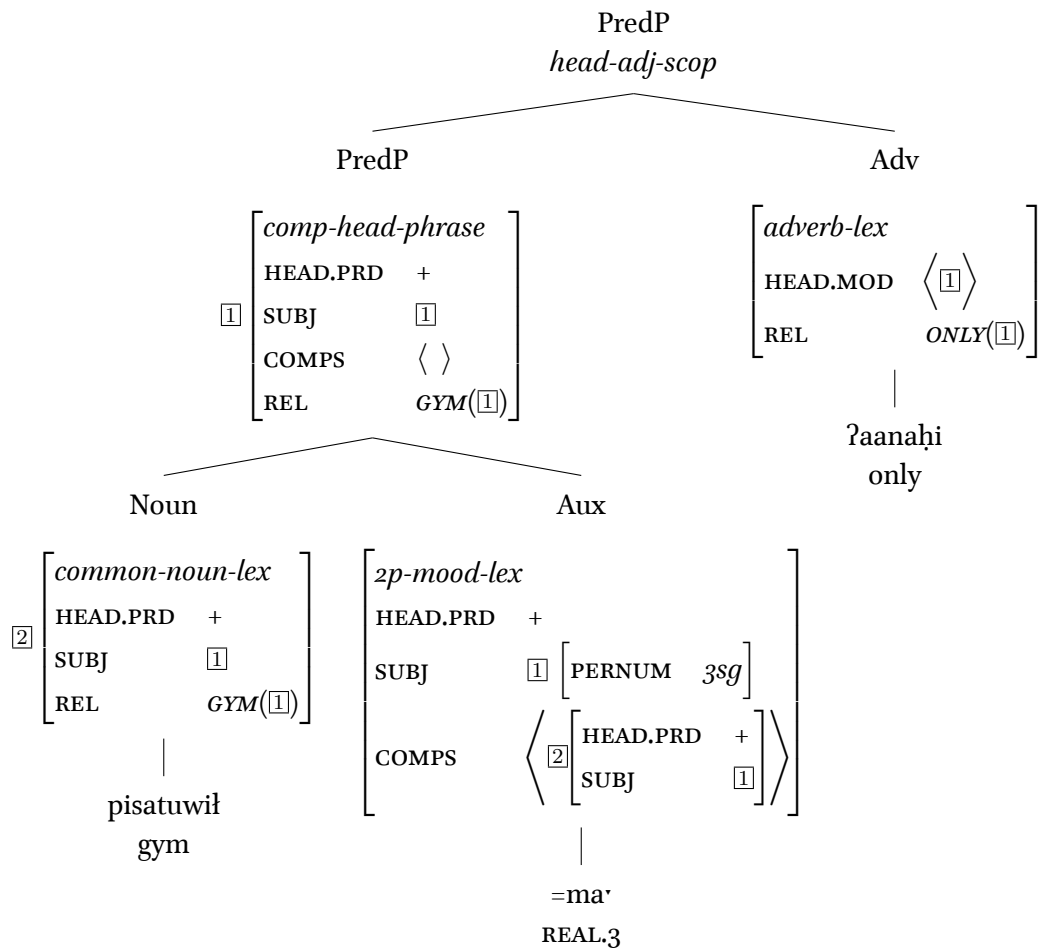 PredP
head-adj-scop
PredP
Adv
1
comp-head-phrase
HEAD.PRD +
SUBJ 1
COMPS ⟨ ⟩
REL GYM(1)
adverb-lex
HEAD.MOD ⟨1⟩
REL ONLY(1)
ʔaanaḥi
only
Noun
Aux
2
common-noun-lex
HEAD.PRD +
SUBJ 1
REL GYM(1)
2p-mood-lex
HEAD.PRD +
SUBJ 1 [PERNUM 3sg]
COMPS ⟨2[HEAD.PRD +
SUBJ 1]⟩
pisatuwił
gym
=maˑ
REAL.3